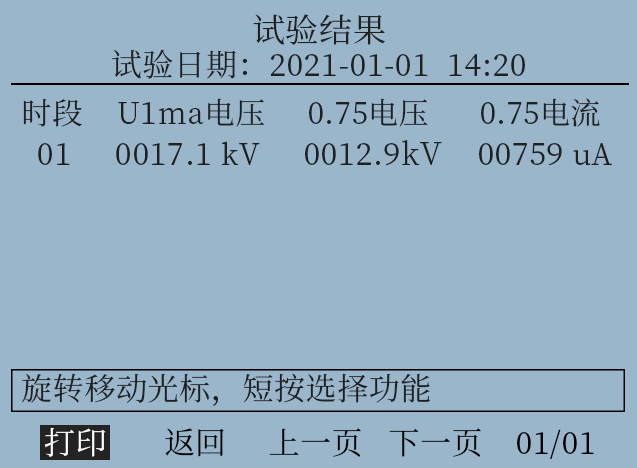 试验结果
试验日期：2021-01-01 14:20
时段 U1ma电压 0.75电压 0.75电流
01 0017.1 kV 0012.9kV 00759 uA
旋转移动光标，短按选择功能
打印 返回 上一页 下一页 01/01